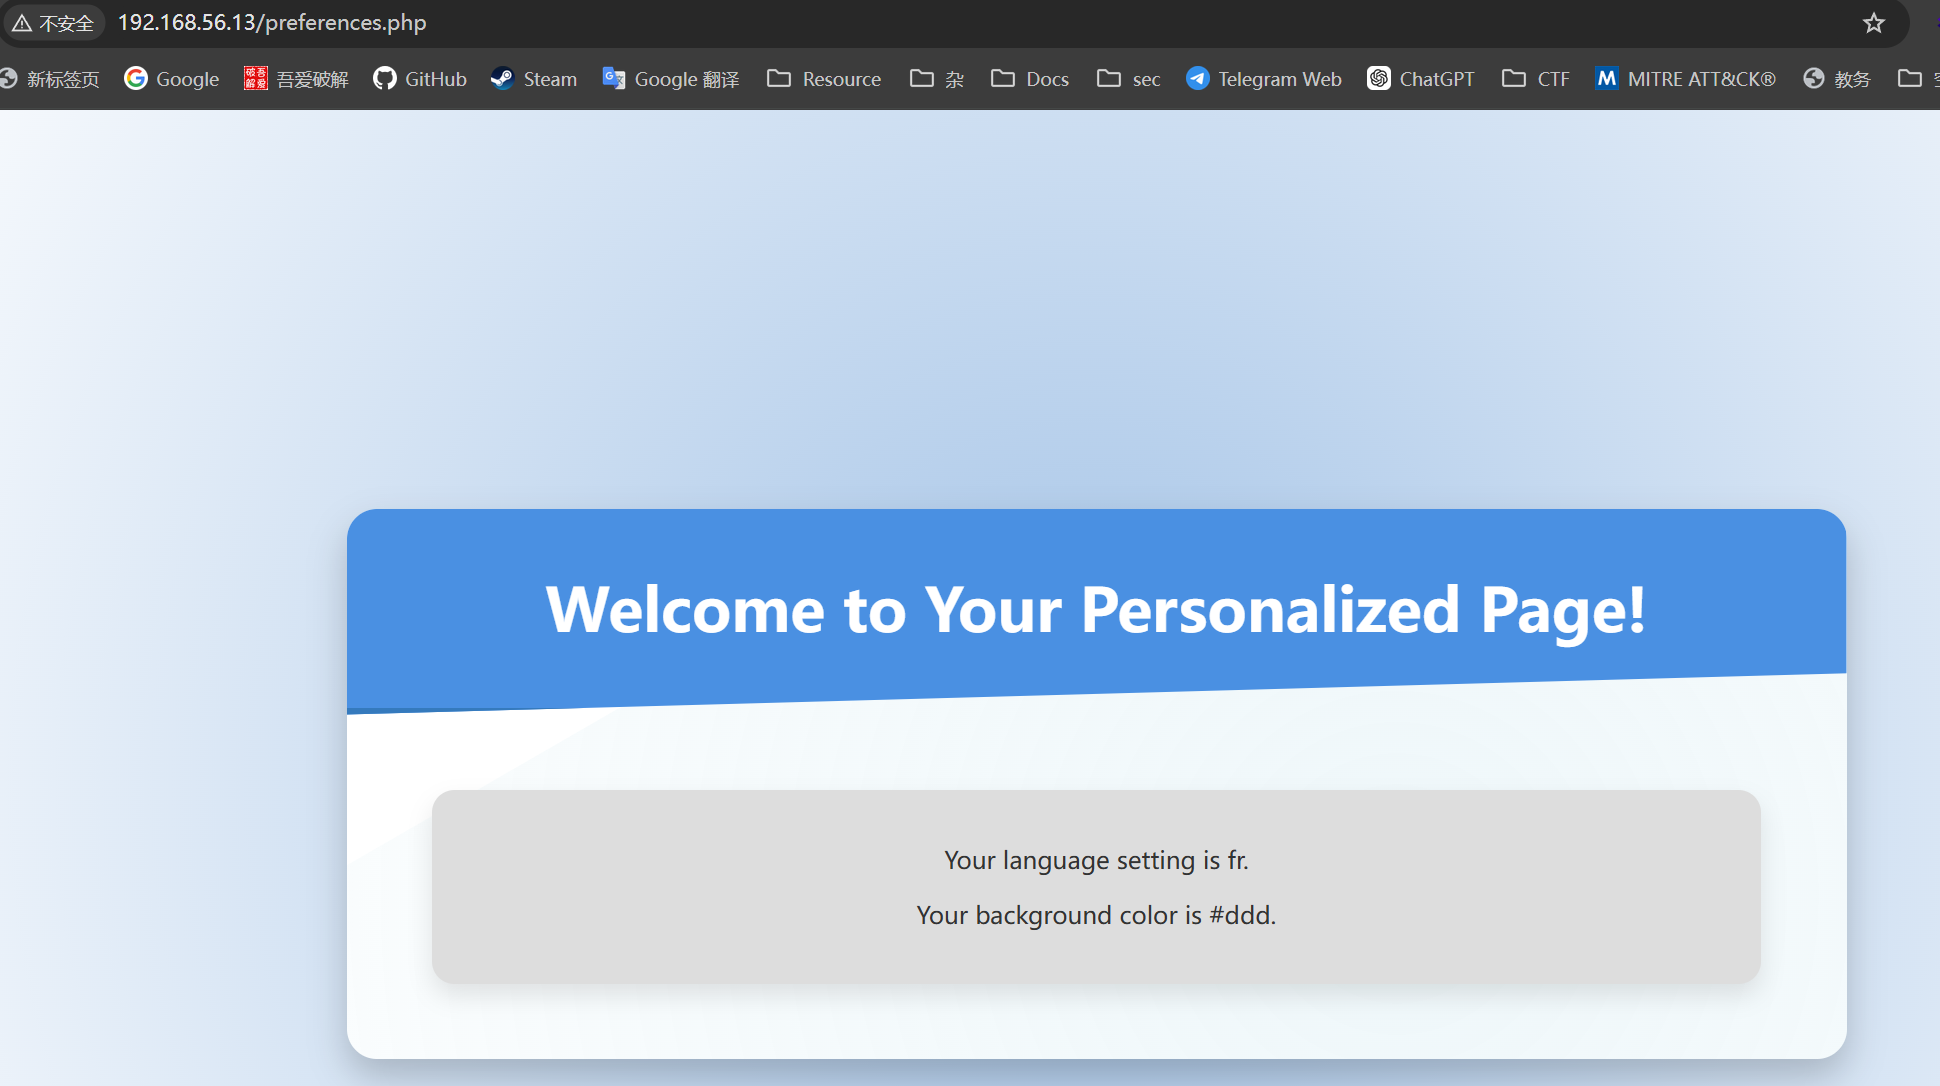 不安全 192.168.56.13/preferences.php
新标签页 Google 吾爱破解 GitHub Steam Google 翻译 Resource 杂 Docs sec Telegram Web ChatGPT CTF MITRE ATT&CK® 教务
Welcome to Your Personalized Page!
Your language setting is fr.
Your background color is #ddd.